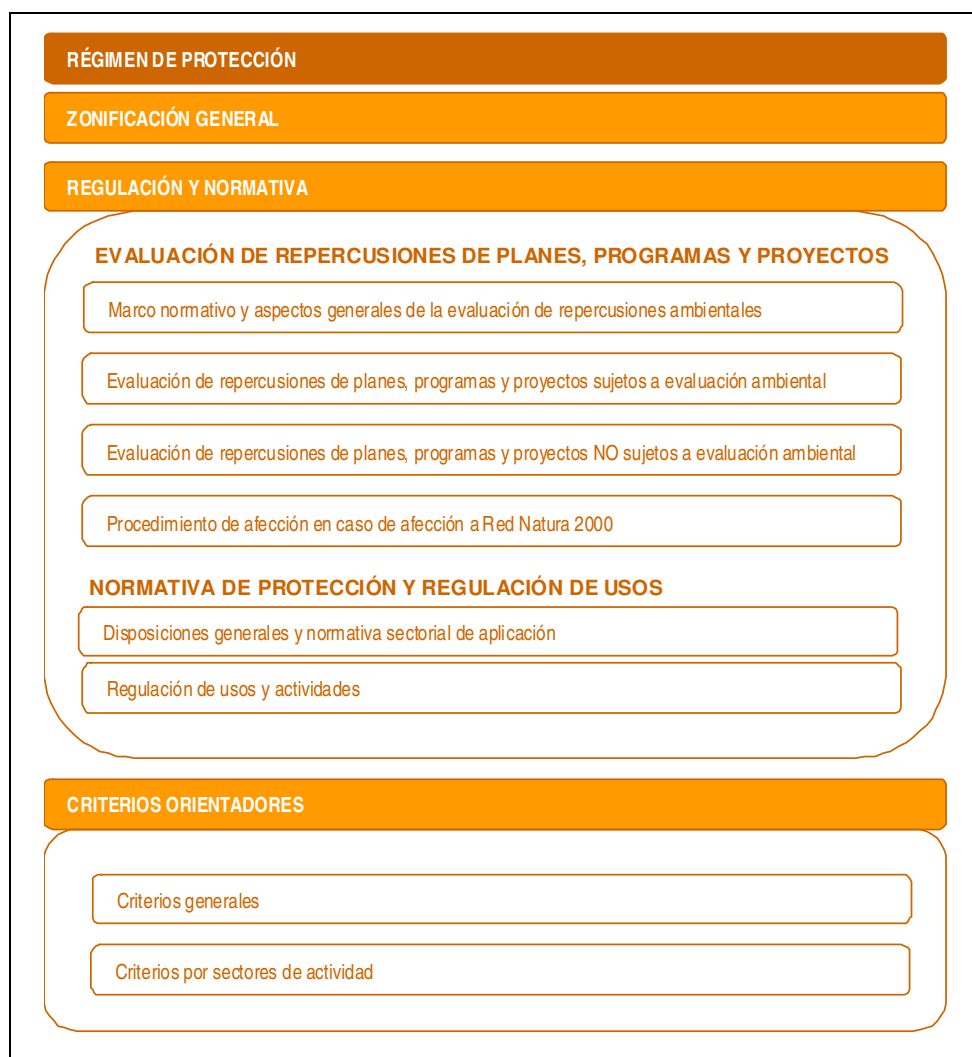 RÉGIMEN DE PROTECCIÓN
ZONIFICACIÓN GENERAL
REGULACIÓN Y NORMATIVA
EVALUACIÓN DE REPERCUSIONES DE PLANES, PROGRAMAS Y PROYECTOS
Marco normativo y aspectos generales de la evaluación de repercusiones ambientales
Evaluación de repercusiones de planes, programas y proyectos sujetos a evaluación ambiental
Evaluación de repercusiones de planes, programas y proyectos NO sujetos a evaluación ambiental
Procedimiento de afección en caso de afección a Red Natura 2000
NORMATIVA DE PROTECCIÓN Y REGULACIÓN DE USOS
Disposiciones generales y normativa sectorial de aplicación
Regulación de usos y actividades
CRITERIOS ORIENTADORES
Criterios generales
Criterios por sectores de actividad